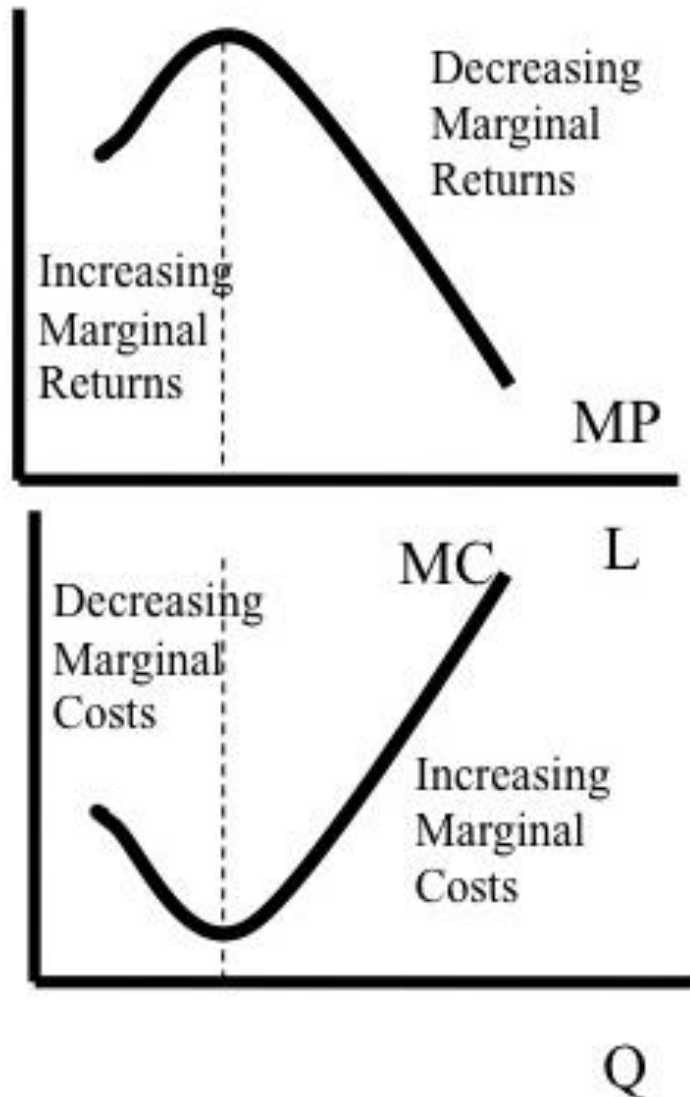 Decreasing
Marginal
Returns
Increasing
Marginal
Returns
MP
L
MC
Decreasing
Marginal
Costs
Increasing
Marginal
Costs
Q